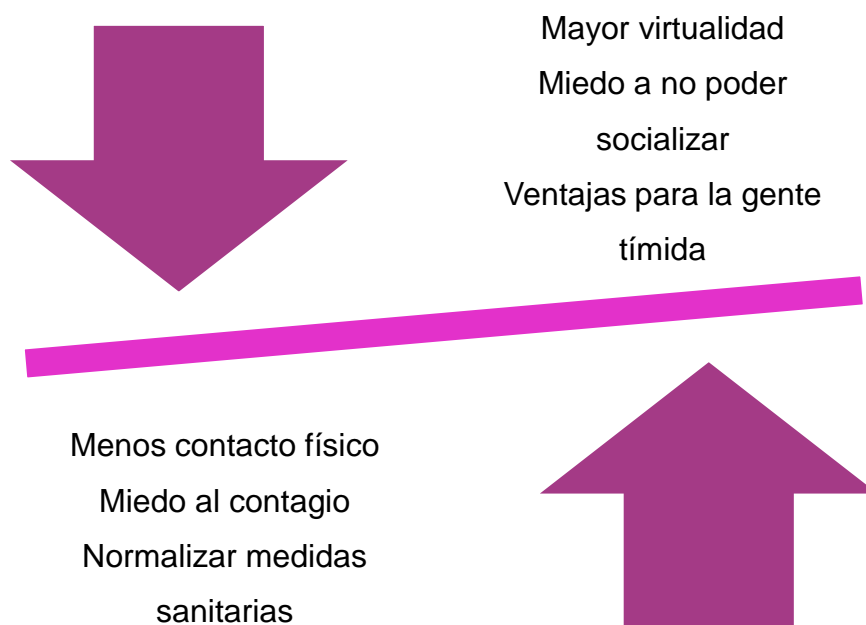 Mayor virtualidad
Miedo a no poder
socializar
Ventajas para la gente
tímida
Menos contacto físico
Miedo al contagio
Normalizar medidas
sanitarias